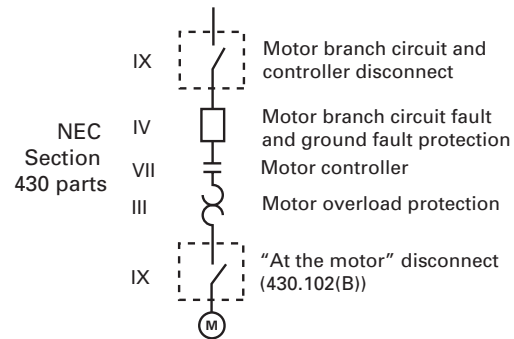 IX
Motor branch circuit and
controller disconnect
NEC
Section
430 parts
IV
Motor branch circuit fault
and ground fault protection
VII
Motor controller
III
Motor overload protection
IX
“At the motor” disconnect
(430.102(B))
M